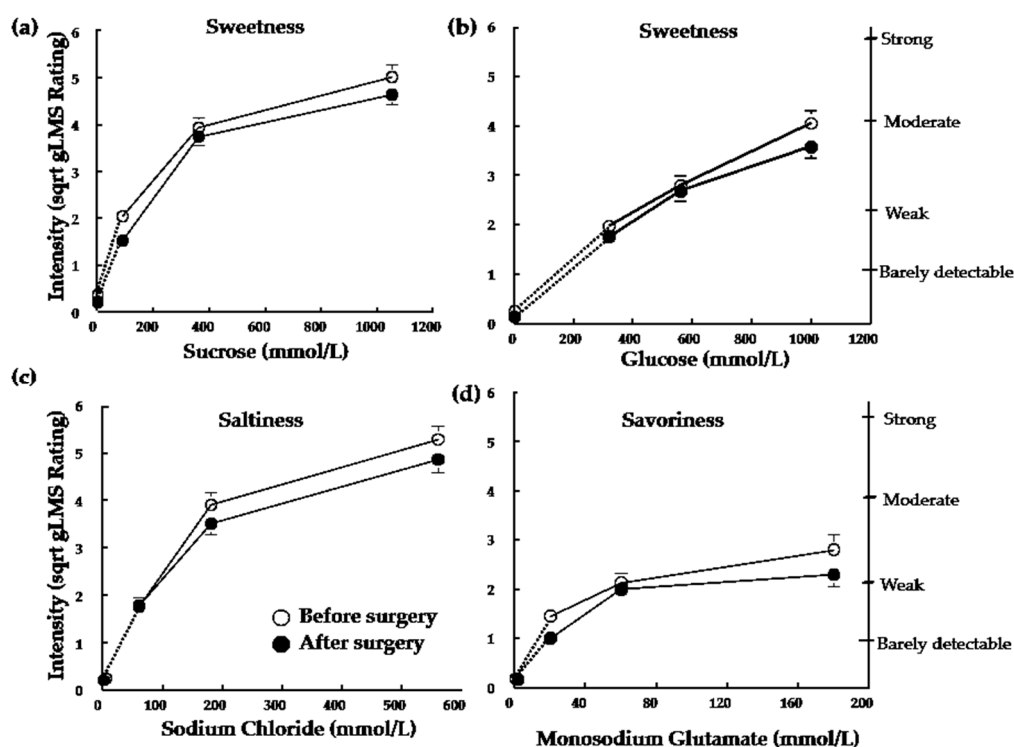 (a)
Sweetness
Intensity (sqrt gLMS Rating)
6
5
4
3
2
1
0
0 200 400 600 800 1000 1200
Sucrose (mmol/L)
(b)
Sweetness
6
5
4
3
2
1
0
0 200 400 600 800 1000 1200
Glucose (mmol/L)
Strong
Moderate
Weak
Barely detectable
(c)
Saltiness
Intensity (sqrt gLMS Rating)
6
5
4
3
2
1
0
Before surgery
After surgery
0 100 200 300 400 500 600
Sodium Chloride (mmol/L)
(d)
Savoriness
6
5
4
3
2
1
0
0 40 80 120 160 200
Monosodium Glutamate (mmol/L)
Strong
Moderate
Weak
Barely detectable